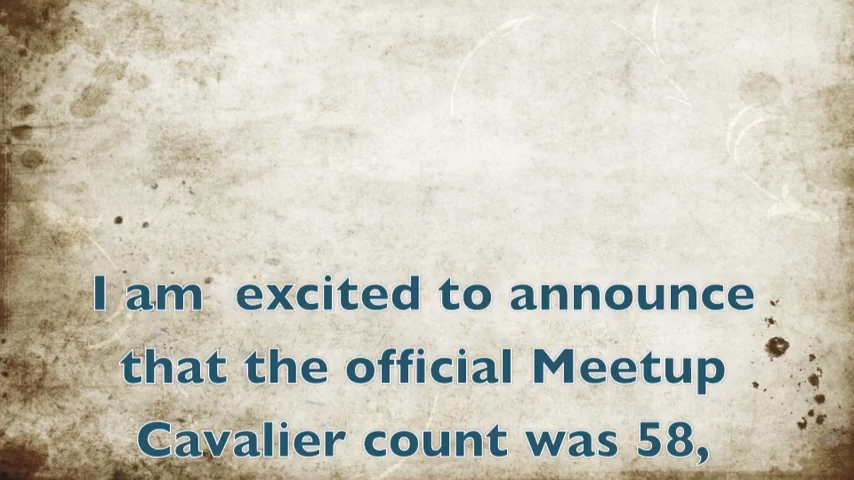 I am  excited to announce
that the official Meetup
Cavalier count was 58,